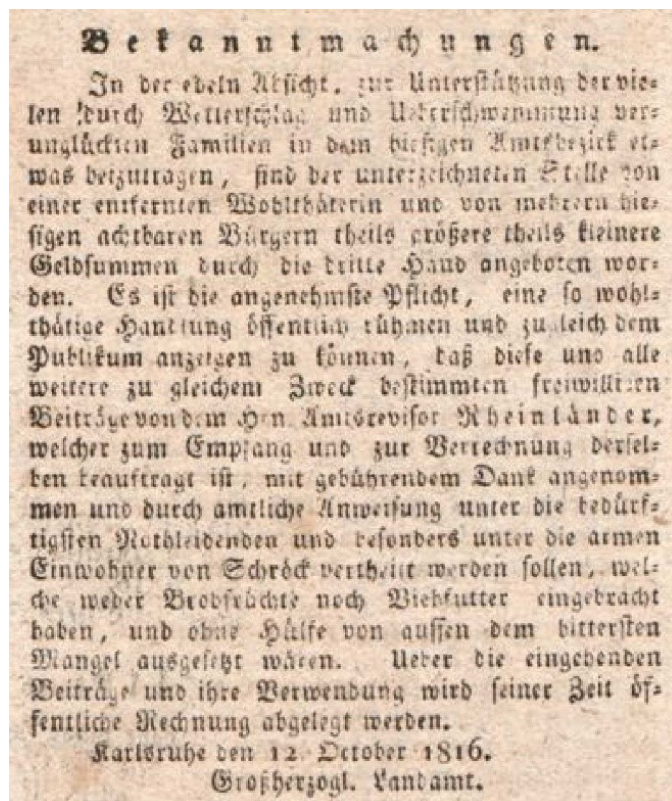 Bekanntmachungen.
In der edeln Absicht, zur Unterstützung der vie-
len durch Wetterschlag und Ueberschwemmung ver-
unglückten Familien in dem hiesigen Amtsbezirk et-
was beizutragen, sind der unterzeichneten Stelle von
einer entfernten Wohlthäterin und von mehrern hie-
sigen achtbaren Bürgern theils größere theils kleinere
Geldsummen durch die dritte Hand angeboten wor-
den. Es ist die angenehmste Pflicht, eine so wohl-
thätige Handlung öffentlich rühmen und zugleich dem
Publikum anzeigen zu können, daß diese und alle
weitere zu gleichem Zweck bestimmten freiwilligen
Beiträge von dem Hrn Amtsrevisor Rheinländer,
welcher zum Empfang und zur Verrechnung dersel-
ben beauftragt ist, mit gebührendem Dank angenom-
men und durch amtliche Anweisung unter die bedürf-
tigsten Nothleidenden und besonders unter die armen
Einwohner von Schröck vertheilt werden sollen, wel-
che weder Brodfrüchte noch Viehfutter eingebracht
haben, und ohne Hülfe von aussen dem bittersten
Mangel ausgesetzt wären. Ueber die eingehenden
Beiträge und ihre Verwendung wird seiner Zeit öf-
fentliche Rechnung abgelegt werden.
Karlsruhe den 12. October 1816.
Großherzogl. Landamt.